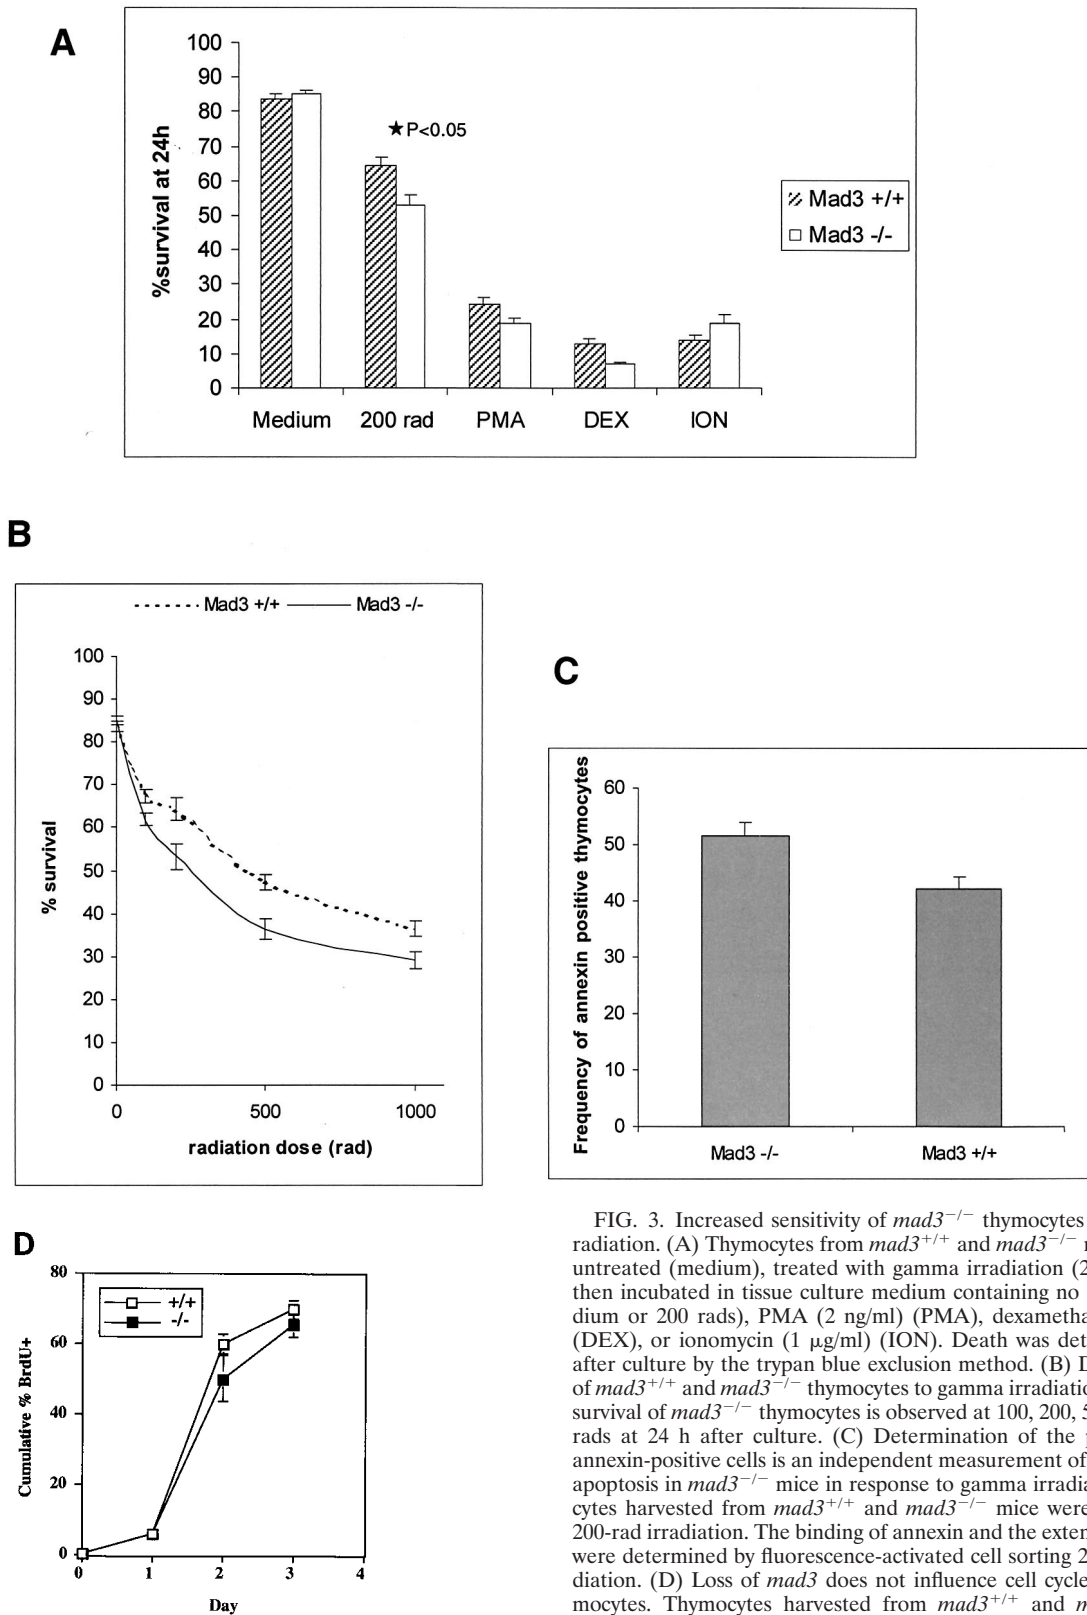 A
100
90
80
70
60
50
40
30
20
10
0
%survival at 24h
★ P<0.05
Mad3 +/+
Mad3 -/-
Medium 200 rad PMA DEX ION
B
Mad3 +/+ Mad3 -/-
100
90
80
70
60
50
40
30
20
10
0
% survival
0 500 1000
radiation dose (rad)
C
60
50
40
30
20
10
0
Frequency of annexin positive thymocytes
Mad3 -/- Mad3 +/+
D
80
60
40
20
0
Cumulative % BrdU+
+/+
-/-
0 1 2 3 4
Day
FIG. 3. Increased sensitivity of mad3−/− thymocytes
radiation. (A) Thymocytes from mad3+/+ and mad3−/−
untreated (medium), treated with gamma irradiation (2
then incubated in tissue culture medium containing no
dium or 200 rads), PMA (2 ng/ml) (PMA), dexametha
(DEX), or ionomycin (1 μg/ml) (ION). Death was det
after culture by the trypan blue exclusion method. (B) D
of mad3+/+ and mad3−/− thymocytes to gamma irradiatio
survival of mad3−/− thymocytes is observed at 100, 200, 5
rads at 24 h after culture. (C) Determination of the
annexin-positive cells is an independent measurement of
apoptosis in mad3−/− mice in response to gamma irradia
cytes harvested from mad3+/+ and mad3−/− mice were
200-rad irradiation. The binding of annexin and the exten
were determined by fluorescence-activated cell sorting 2
diation. (D) Loss of mad3 does not influence cell cycle
mocytes. Thymocytes harvested from mad3+/+ and m